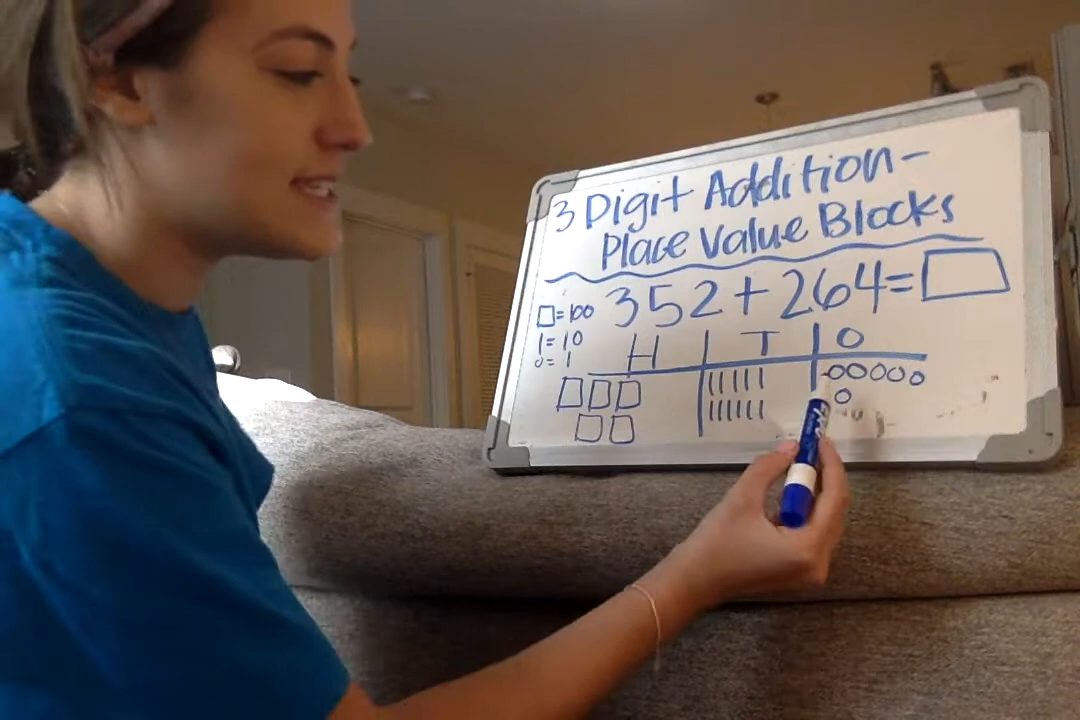 3 Digit Addition-
Place Value Blocks
352 + 264 =
□ = 100
| = 10
o = 1
H T O